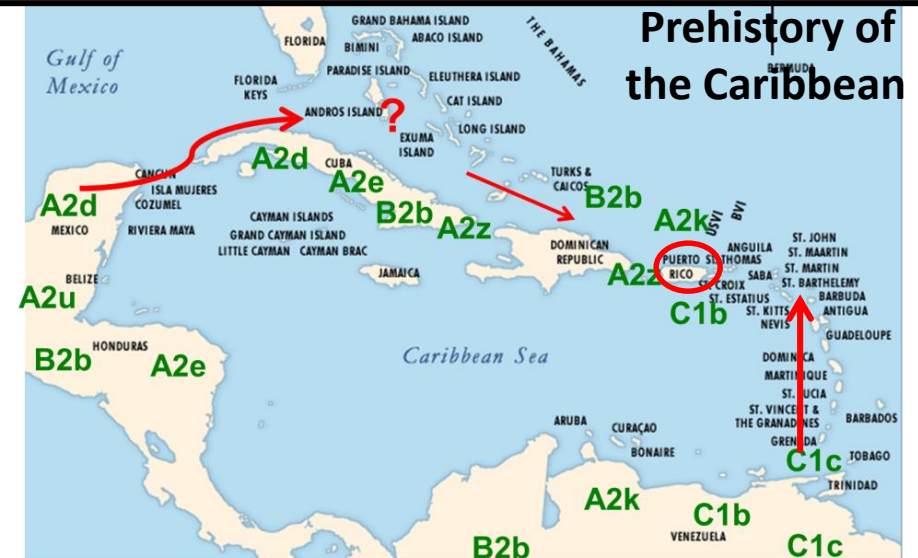 Prehistory of
the Caribbean
BERMUDA
GRAND BAHAMA ISLAND
ABACO ISLAND
THE BAHAMAS
FLORIDA
BIMINI
Gulf of
Mexico
PARADISE ISLAND
ELEUTHERA ISLAND
FLORIDA
KEYS
CAT ISLAND
ANDROS ISLAND
?
LONG ISLAND
EXUMA
ISLAND
A2d
CUBA
A2e
CANCUN
ISLA MUJERES
COZUMEL
TURKS &
CAICOS
B2b
A2d
MEXICO
RIVIERA MAYA
CAYMAN ISLANDS
GRAND CAYMAN ISLAND
LITTLE CAYMAN
CAYMAN BRAC
B2b
A2z
A2k
USVI
BVI
DOMINICAN
REPUBLIC
PUERTO
RICO
ST. THOMAS
ANGUILA
SABA
ST. JOHN
ST. MAARTIN
ST. MARTIN
ST. BARTHELEMY
BARBUDA
ANTIGUA
BELIZE
A2u
JAMAICA
A2z
ST. CROIX
ST. ESTATIUS
ST. KITTS
NEVIS
C1b
GUADELOUPE
B2b
HONDURAS
A2e
Caribbean Sea
DOMINICA
MARTINIQUE
ST. LUCIA
ST. VINCENT &
THE GRANADINES
BARBADOS
ARUBA
CURAÇAO
BONAIRE
GRENADA
C1c
TOBAGO
TRINIDAD
A2k
C1b
VENEZUELA
B2b
C1c